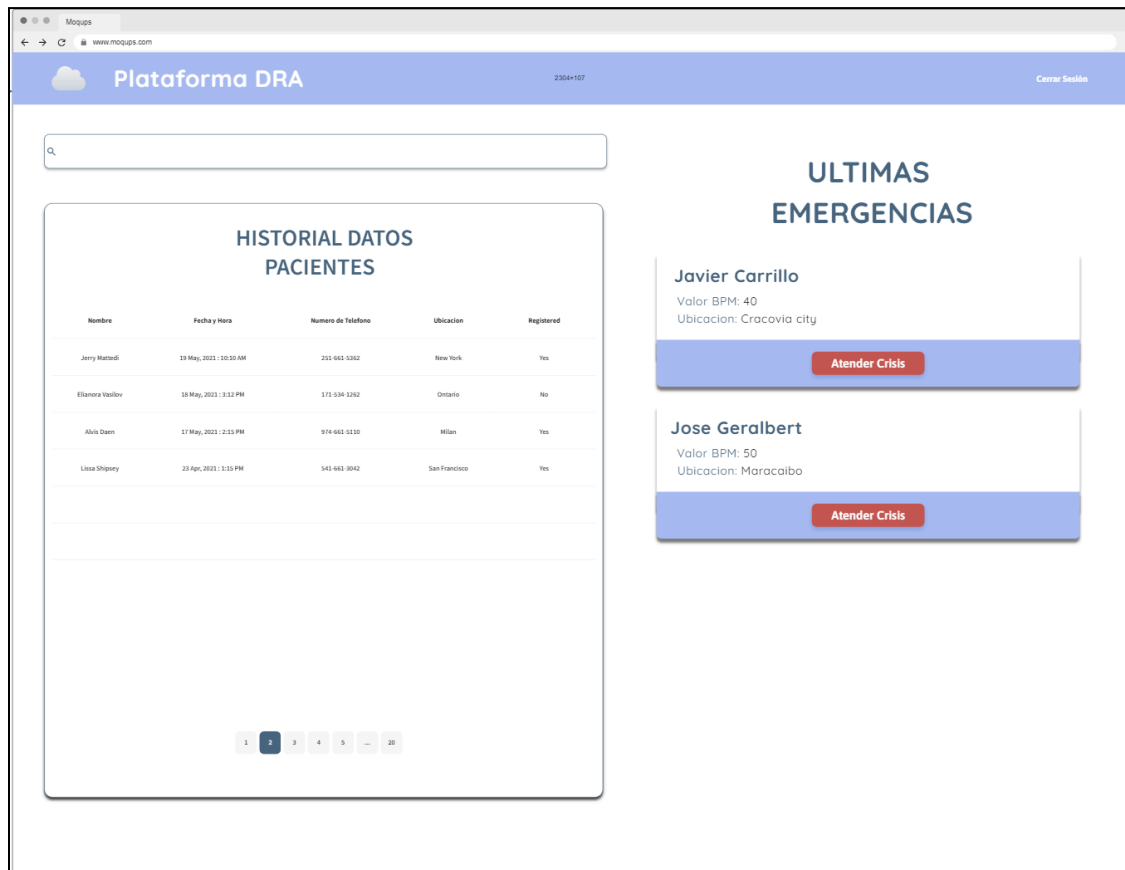 Moqups
www.moqups.com
Plataforma DRA
2304*107
Cerrar Sesión
HISTORIAL DATOS
PACIENTES
Nombre Fecha y Hora Numero de Telefono Ubicacion Registered
Jerry Mattedi 19 May, 2021 : 10:10 AM 251-661-5362 New York Yes
Elianora Vasilov 18 May, 2021 : 3:12 PM 171-534-1262 Ontario No
Alvis Daen 17 May, 2021 : 2:15 PM 974-661-5110 Milan Yes
Lissa Shipsey 23 Apr, 2021 : 1:15 PM 541-661-3042 San Francisco Yes
1 2 3 4 5 ... 20
ULTIMAS
EMERGENCIAS
Javier Carrillo
Valor BPM: 40
Ubicacion: Cracovia city
Atender Crisis
Jose Geralbert
Valor BPM: 50
Ubicacion: Maracaibo
Atender Crisis